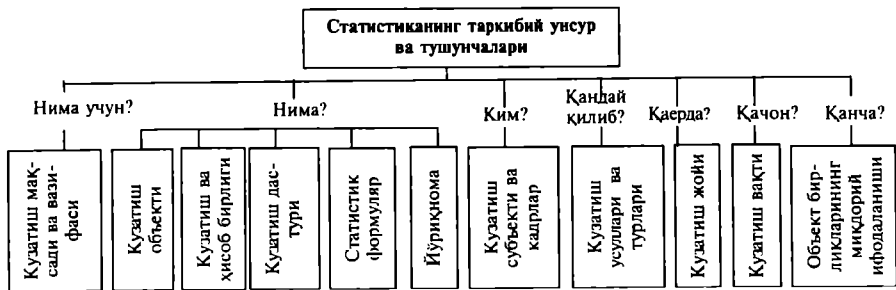 Статистиканинг таркибий унсур
ва тушунчалари
Нима учун?
Нима?
Ким?
Қандай
қилиб?
Қаерда?
Қачон?
Қанча?
Кузатиш мақ-
сади ва вази-
фаси
Кузатиш
объекти
Кузатиш ва
ҳисоб бирлиги
Кузатиш дас-
тури
Статистик
формуляр
Йўриқнома
Кузатиш
субъекти ва
кадрлар
Кузатиш
усуллари ва
турлари
Кузатиш жойи
Кузатиш вақти
Объект бир-
ликларининг
миқдорий
ифодаланиши